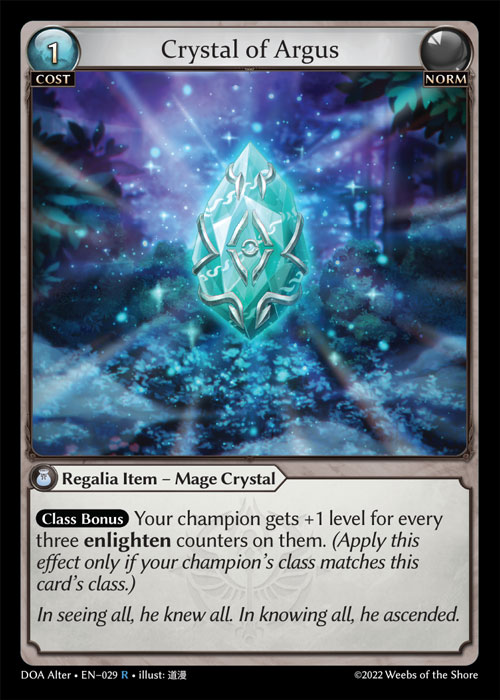 1
Crystal of Argus
COST
NORM
Regalia Item – Mage Crystal
Class Bonus Your champion gets +1 level for every
three enlighten counters on them. (Apply this
effect only if your champion's class matches this
card's class.)
In seeing all, he knew all. In knowing all, he ascended.
DOA Alter • EN–029 R • illust: 道漫
©2022 Weebs of the Shore